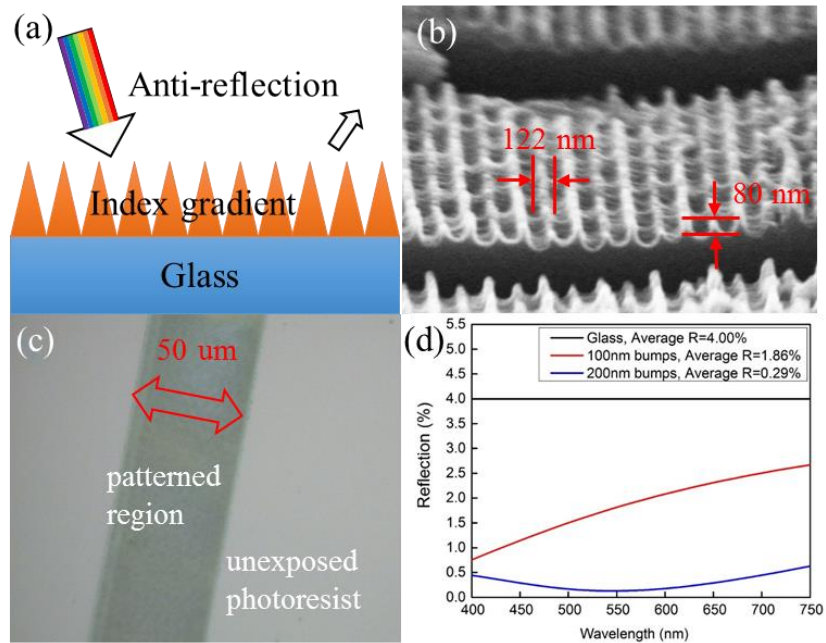 (a)
Anti-reflection
Index gradient
Glass
(b)
122 nm
80 nm
(c)
50 um
patterned
region
unexposed
photoresist
(d)
Glass, Average R=4.00%
100nm bumps, Average R=1.86%
200nm bumps, Average R=0.29%
Reflection (%)
5.5
5.0
4.5
4.0
3.5
3.0
2.5
2.0
1.5
1.0
0.5
0.0
400 450 500 550 600 650 700 750
Wavelength (nm)